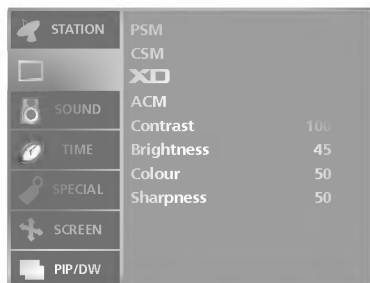 STATION
SOUND
TIME
SPECIAL
SCREEN
PIP/DW
PSM
CSM
XD
ACM
Contrast 100
Brightness 45
Colour 50
Sharpness 50